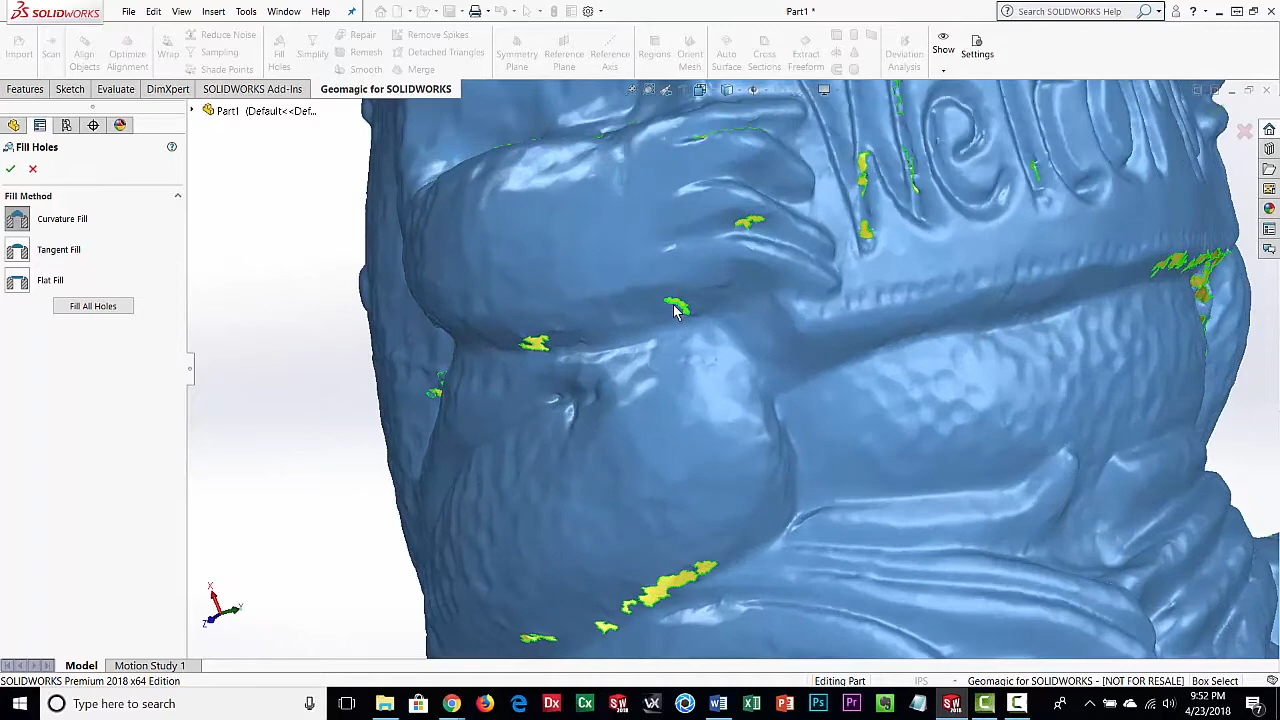 SOLIDWORKS File Edit View Insert Tools Window Help Part1 * Search SOLIDWORKS Help
Import Scan Align Objects Optimize Alignment Wrap Reduce Noise Sampling Shade Points Fill Holes Simplify Repair Remesh Smooth Remove Spikes Detached Triangles Merge Symmetry Plane Reference Plane Reference Axis Regions Orient Mesh Auto Surface Cross Sections Extract Freeform Deviation Analysis Show Settings
Features Sketch Evaluate DimXpert SOLIDWORKS Add-Ins Geomagic for SOLIDWORKS
Part1 (Default<<Def...
Fill Holes
Fill Method
Curvature Fill
Tangent Fill
Flat Fill
Fill All Holes
X
Y
Z
Model Motion Study 1
SOLIDWORKS Premium 2018 x64 Edition Editing Part IPS Geomagic for SOLIDWORKS - [NOT FOR RESALE] Box Select
Type here to search
9:52 PM
4/23/2018